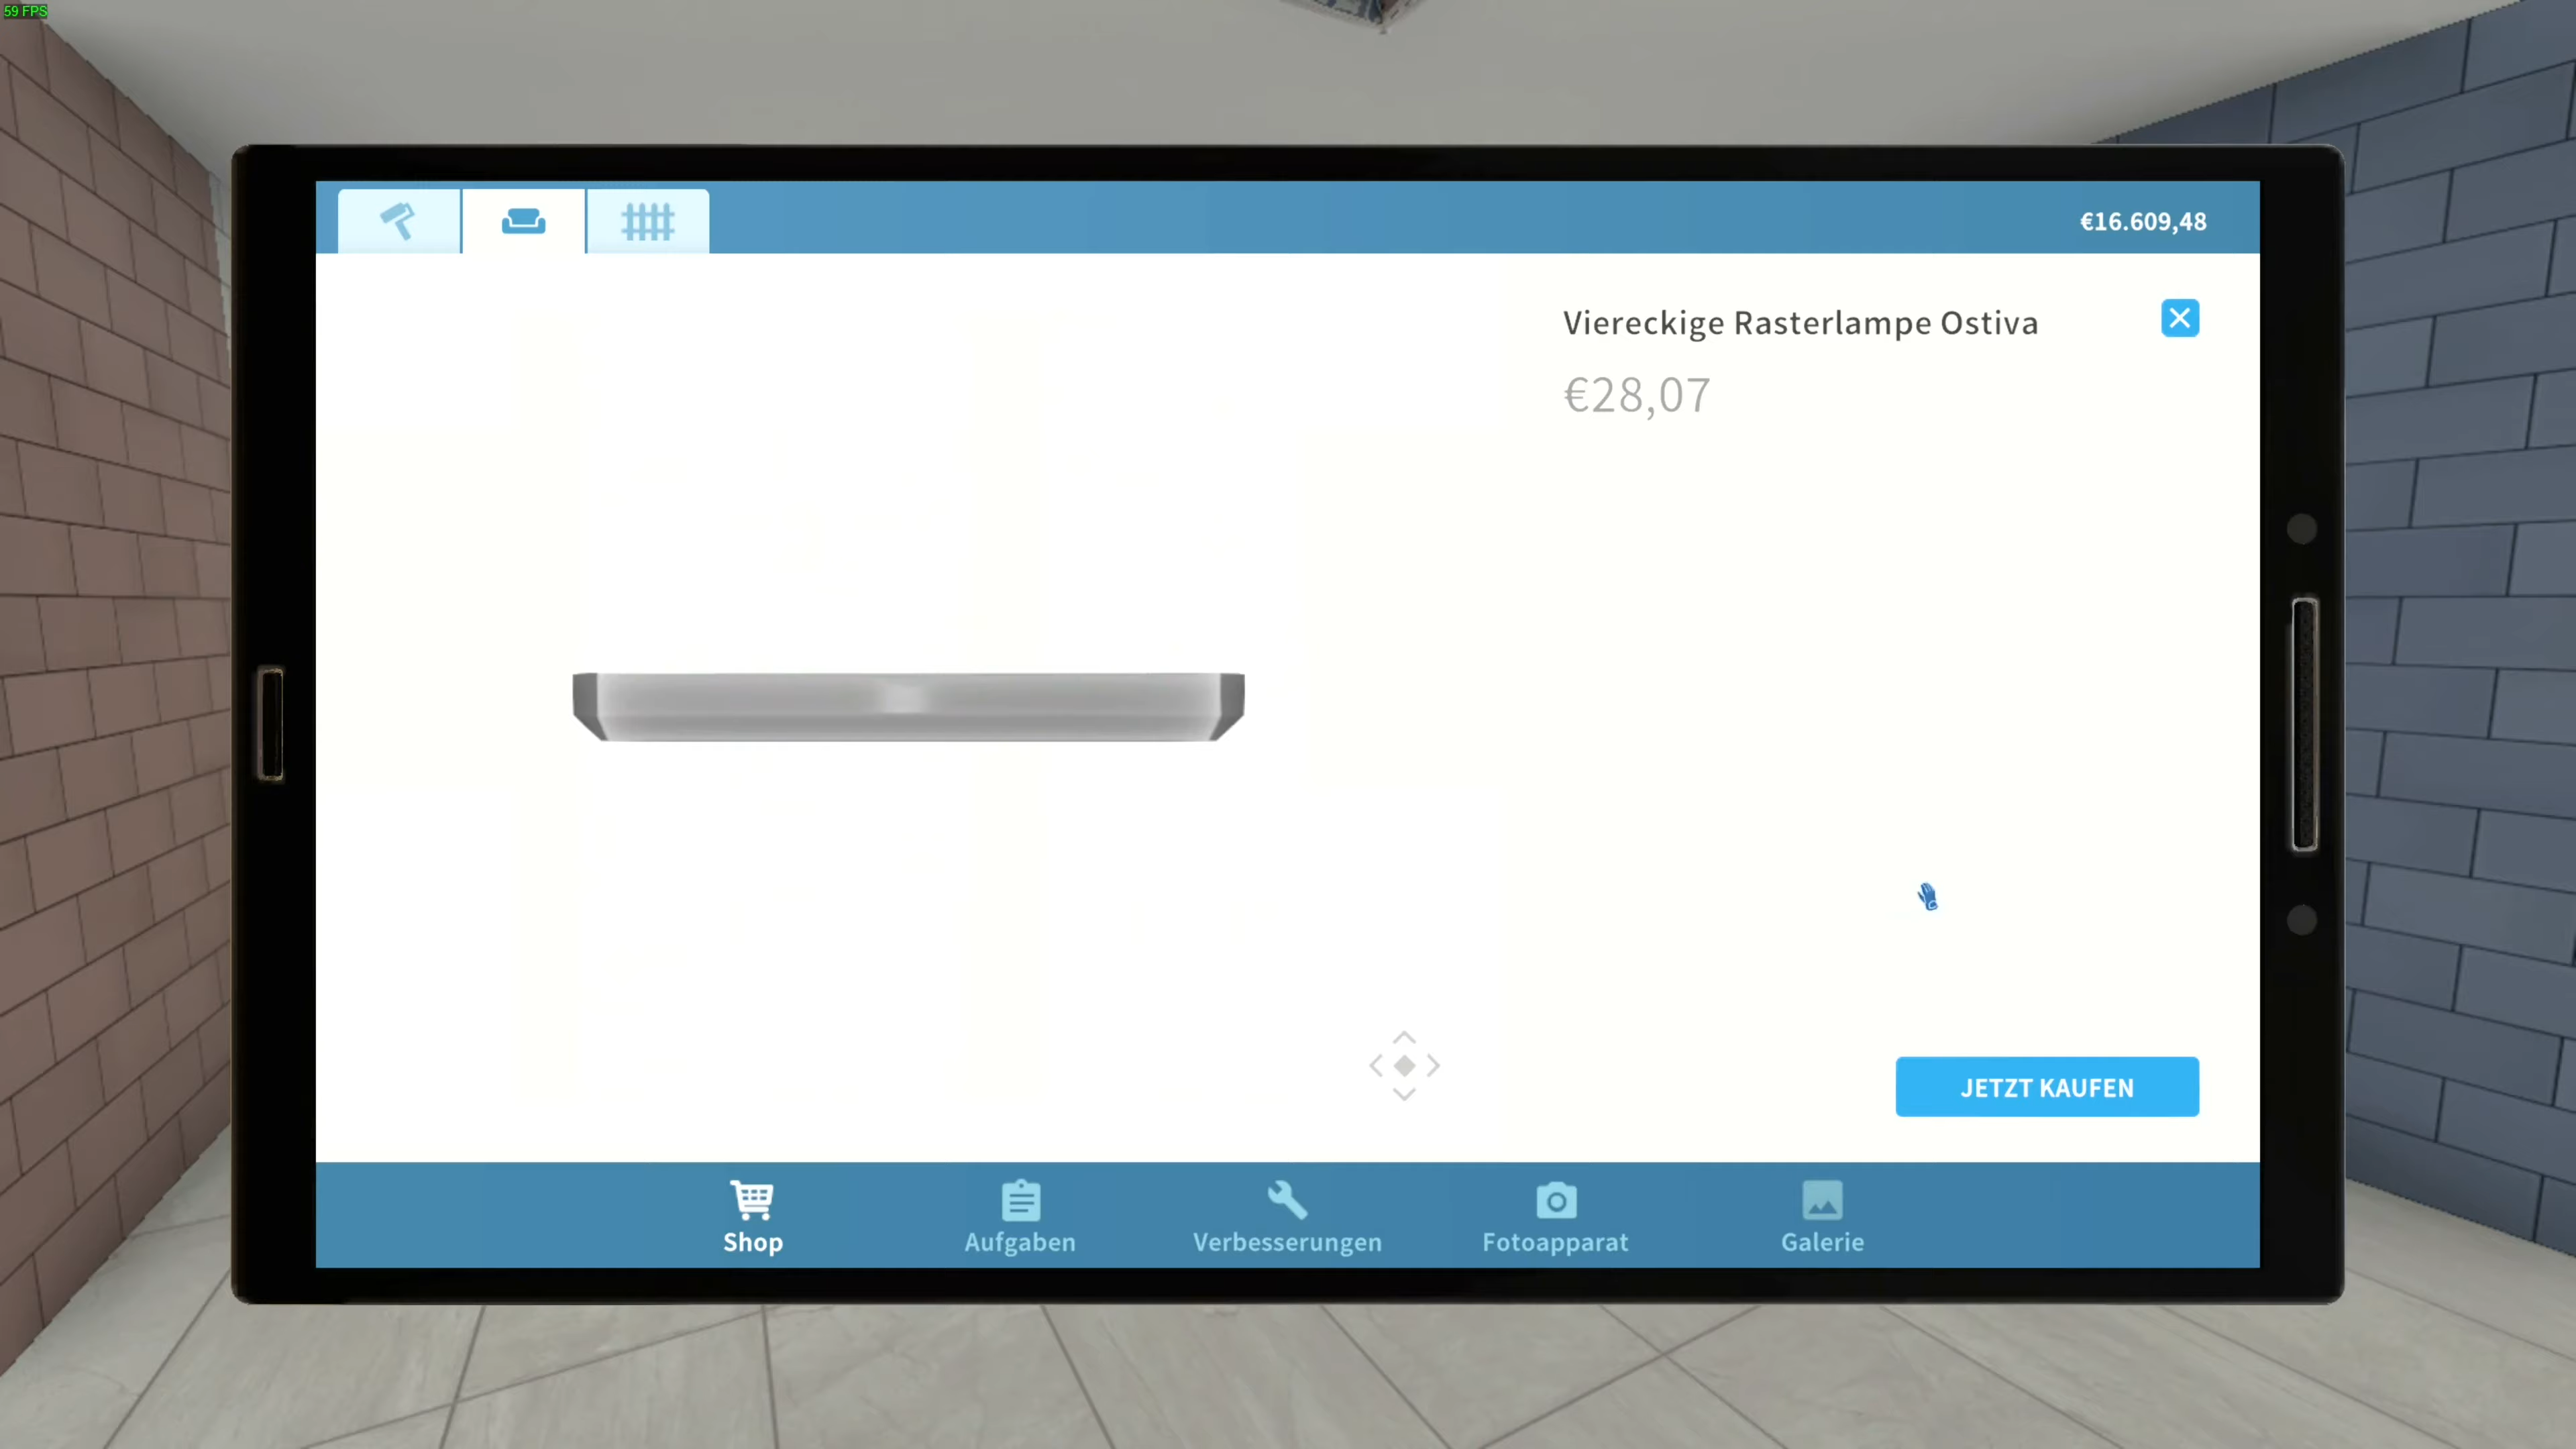 59 FPS
€16.609,48
Viereckige Rasterlampe Ostiva
€28,07
JETZT KAUFEN
Shop
Aufgaben
Verbesserungen
Fotoapparat
Galerie